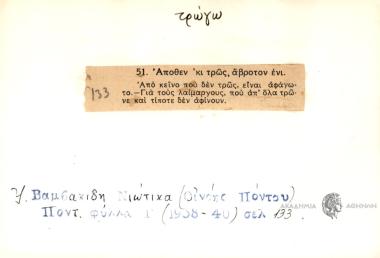 τρώγω
51. Ἀποθεν 'κι τρῶς, ἄβροτον ἐνι.
Ἀπὸ κεῖνο ποὺ δὲν τρῶς, εἶναι ἀφάγω-
το.—Γιὰ τοὺς λαίμαργους, ποὺ ἀπ' ὅλα τρῶ-
νε καὶ τίποτε δὲν ἀφίνουν.
133
Βαμβακίδη Νιώτικα (Οἰνόης Πόντου)
Ποντ. φύλλα Γ' (1938-40) σελ 133.
ΑΚΑΔΗΜΙΑ ΑΘΗΝΩΝ